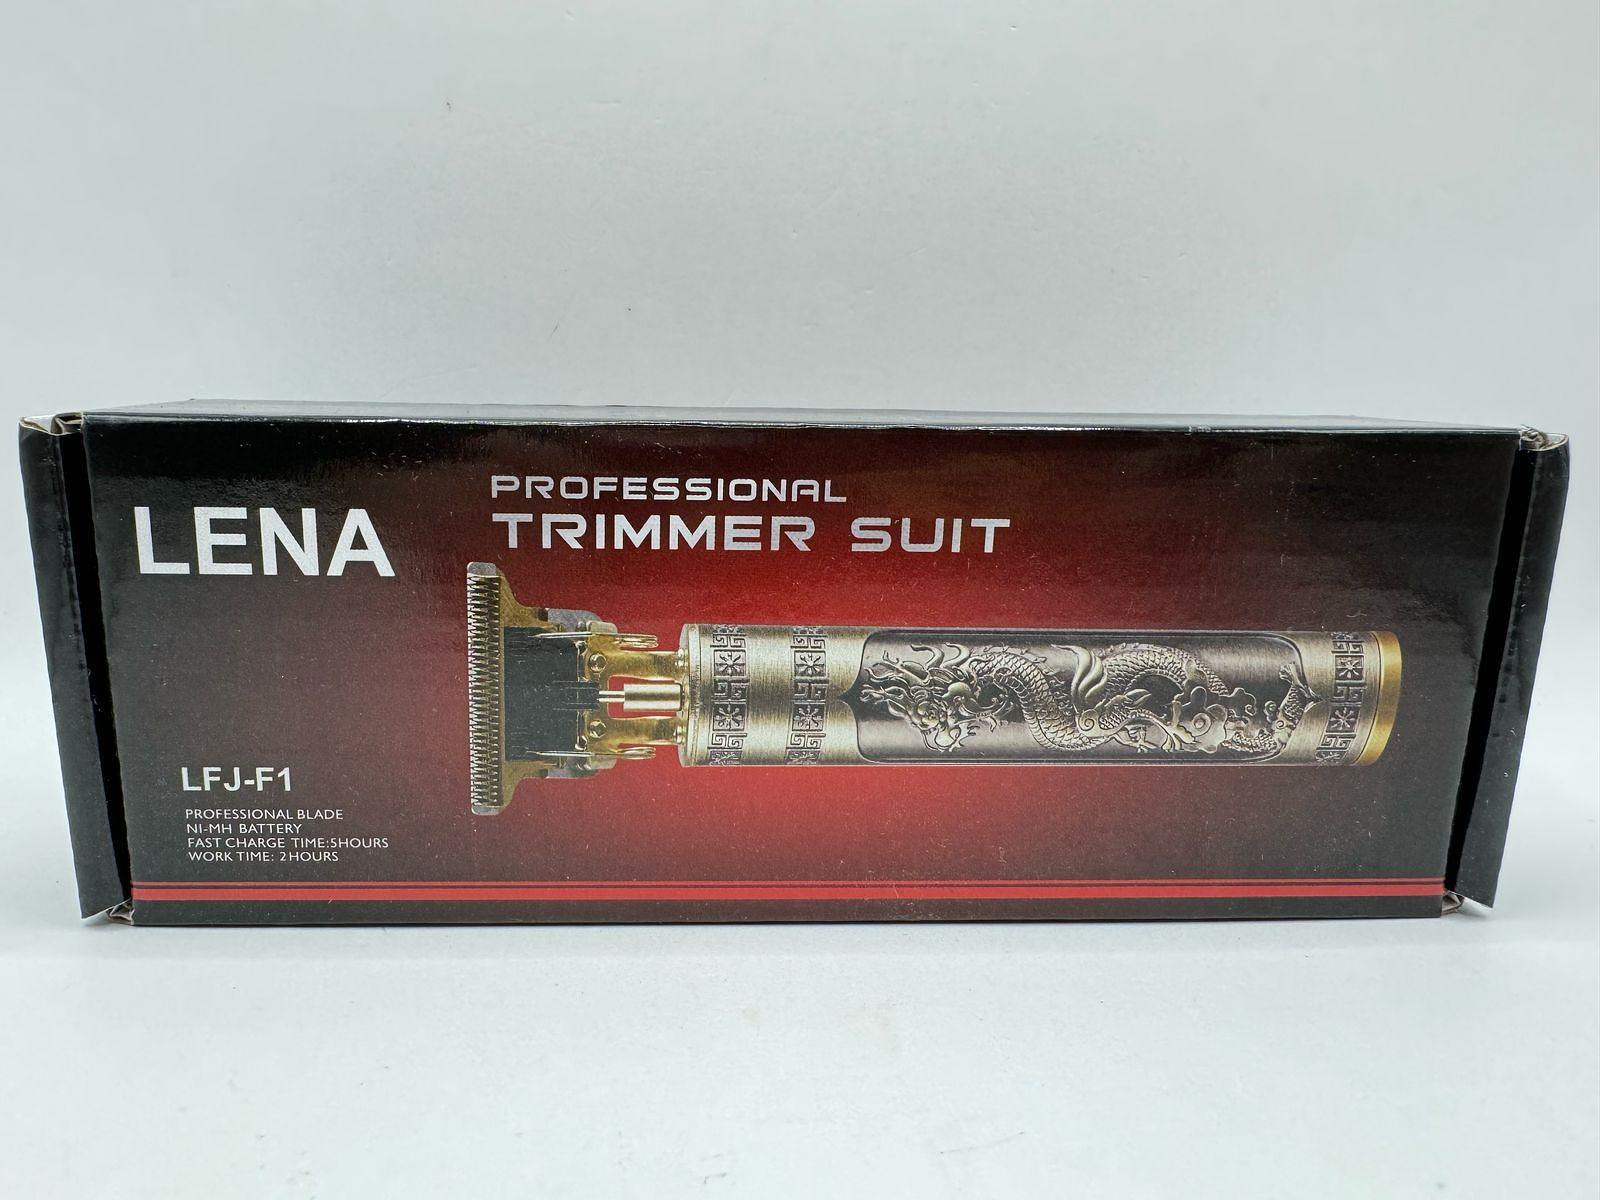 LENA
PROFESSIONAL
TRIMMER SUIT
LFJ-F1
PROFESSIONAL BLADE
NI-MH BATTERY
FAST CHARGE TIME:5HOURS
WORK TIME: 2HOURS